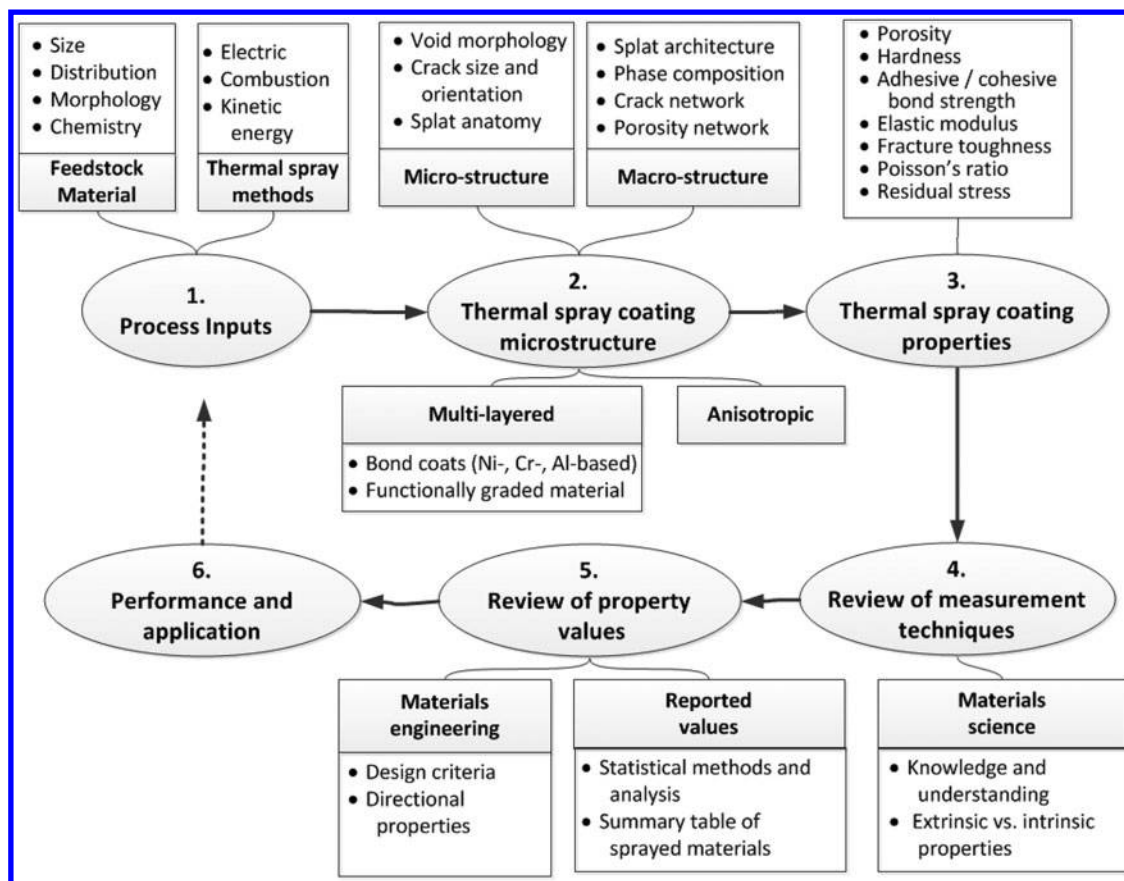 • Size
• Distribution
• Morphology
• Chemistry
Feedstock
Material
• Electric
• Combustion
• Kinetic
energy
Thermal spray
methods
• Void morphology
• Crack size and
orientation
• Splat anatomy
Micro-structure
• Splat architecture
• Phase composition
• Crack network
• Porosity network
Macro-structure
• Porosity
• Hardness
• Adhesive / cohesive
bond strength
• Elastic modulus
• Fracture toughness
• Poisson's ratio
• Residual stress
1.
Process Inputs
2.
Thermal spray coating
microstructure
3.
Thermal spray coating
properties
Multi-layered
• Bond coats (Ni-, Cr-, Al-based)
• Functionally graded material
Anisotropic
6.
Performance and
application
5.
Review of property
values
4.
Review of measurement
techniques
Materials
engineering
• Design criteria
• Directional
properties
Reported
values
• Statistical methods and
analysis
• Summary table of
sprayed materials
Materials
science
• Knowledge and
understanding
• Extrinsic vs. intrinsic
properties